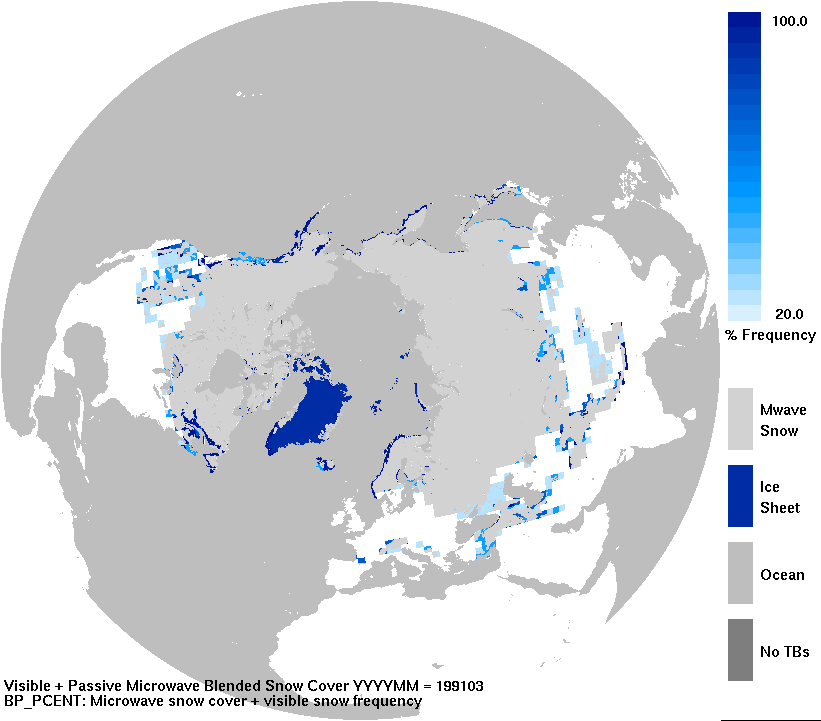 100.0
20.0
% Frequency
Mwave
Snow
Ice
Sheet
Ocean
No TBs
Visible + Passive Microwave Blended Snow Cover YYYYMM = 199103
BP_PCENT: Microwave snow cover + visible snow frequency